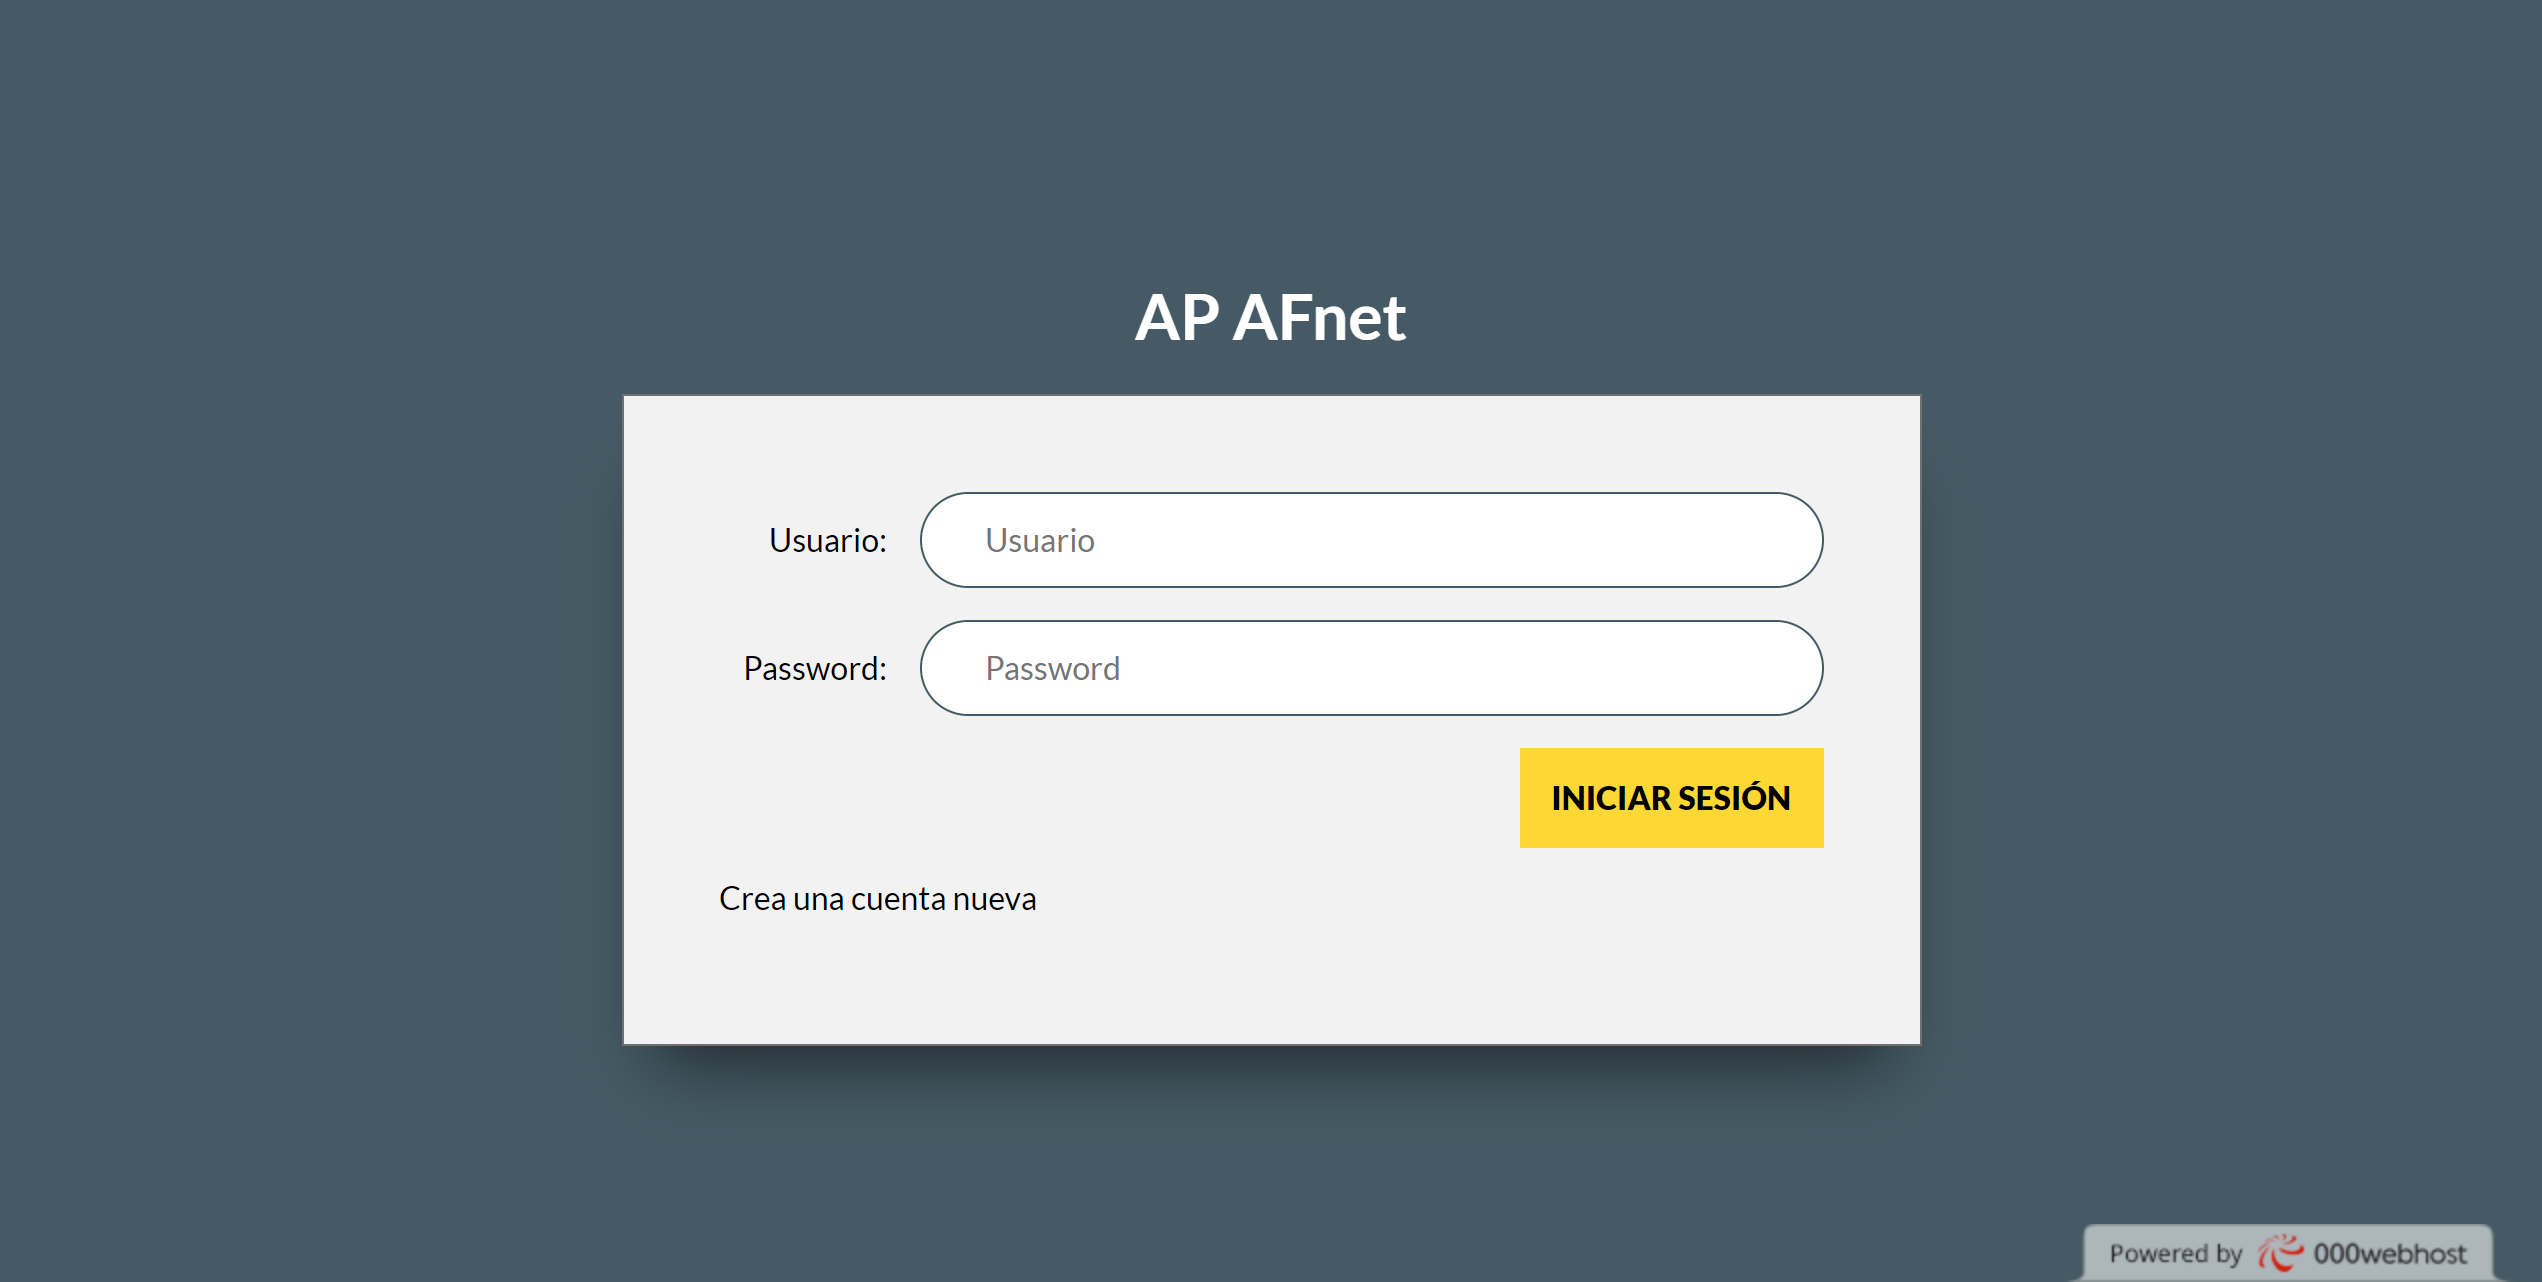 AP AFnet
Usuario: Usuario
Password: Password
INICIAR SESIÓN
Crea una cuenta nueva
Powered by 000webhost